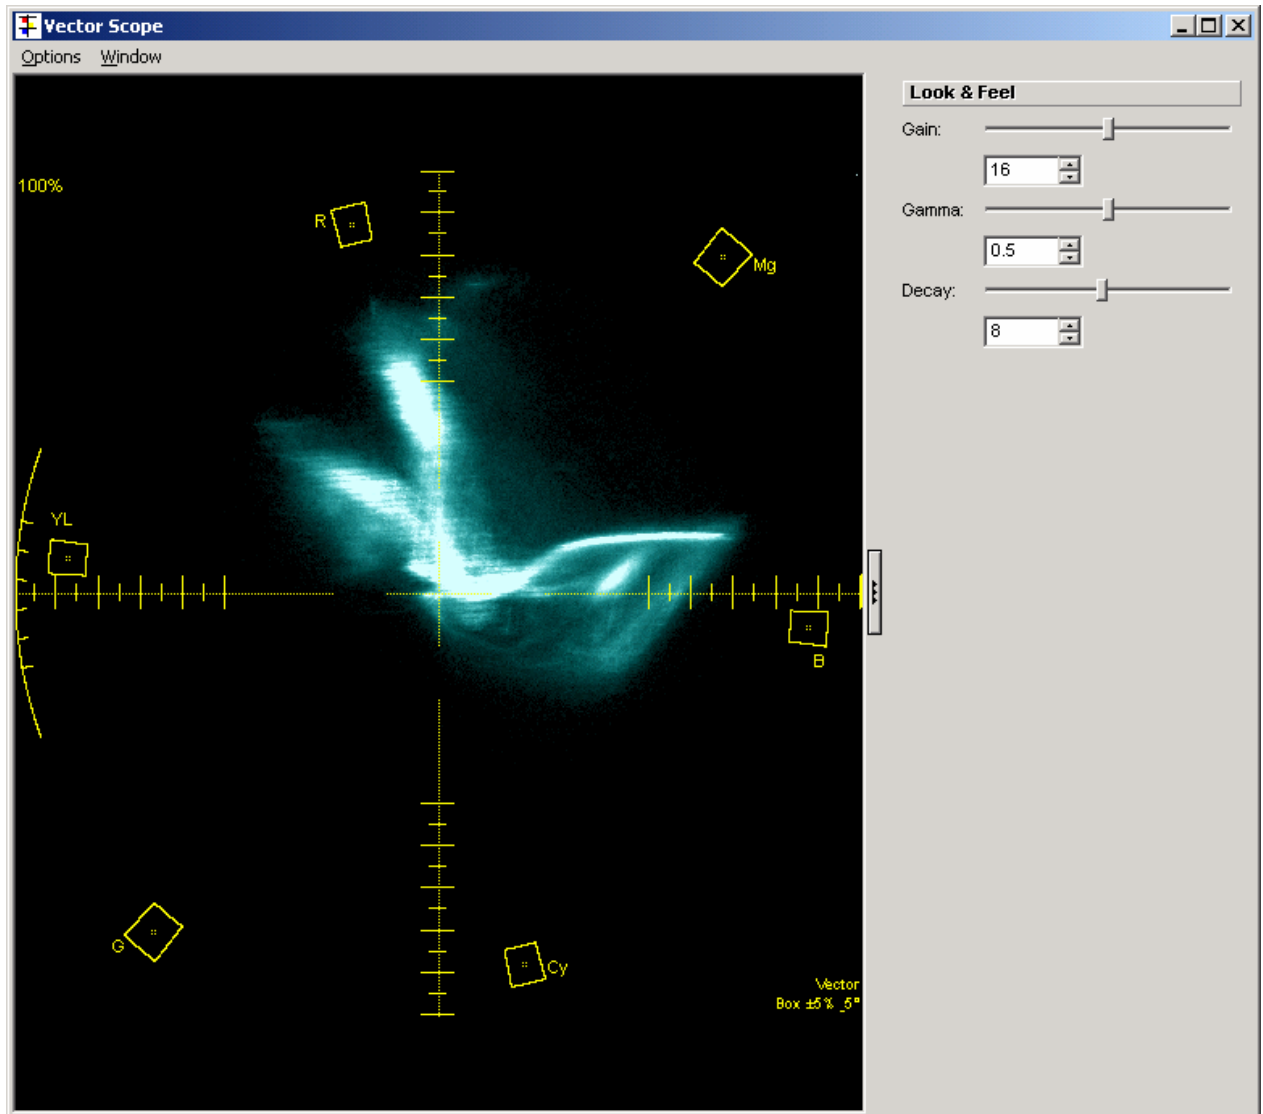 Vector Scope
Options Window
100%
R
Mg
YL
B
G
Cy
Vector
Box ±5% _5°
Look & Feel
Gain:
16
Gamma:
0.5
Decay:
8